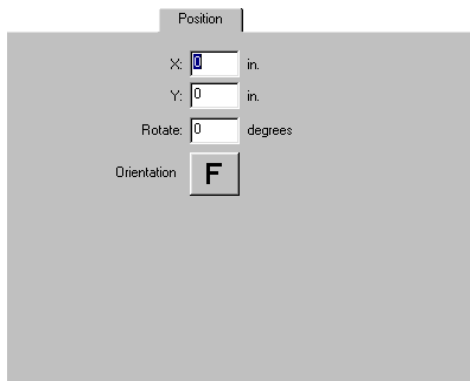 Position
X: 0 in.
Y: 0 in.
Rotate: 0 degrees
Orientation F